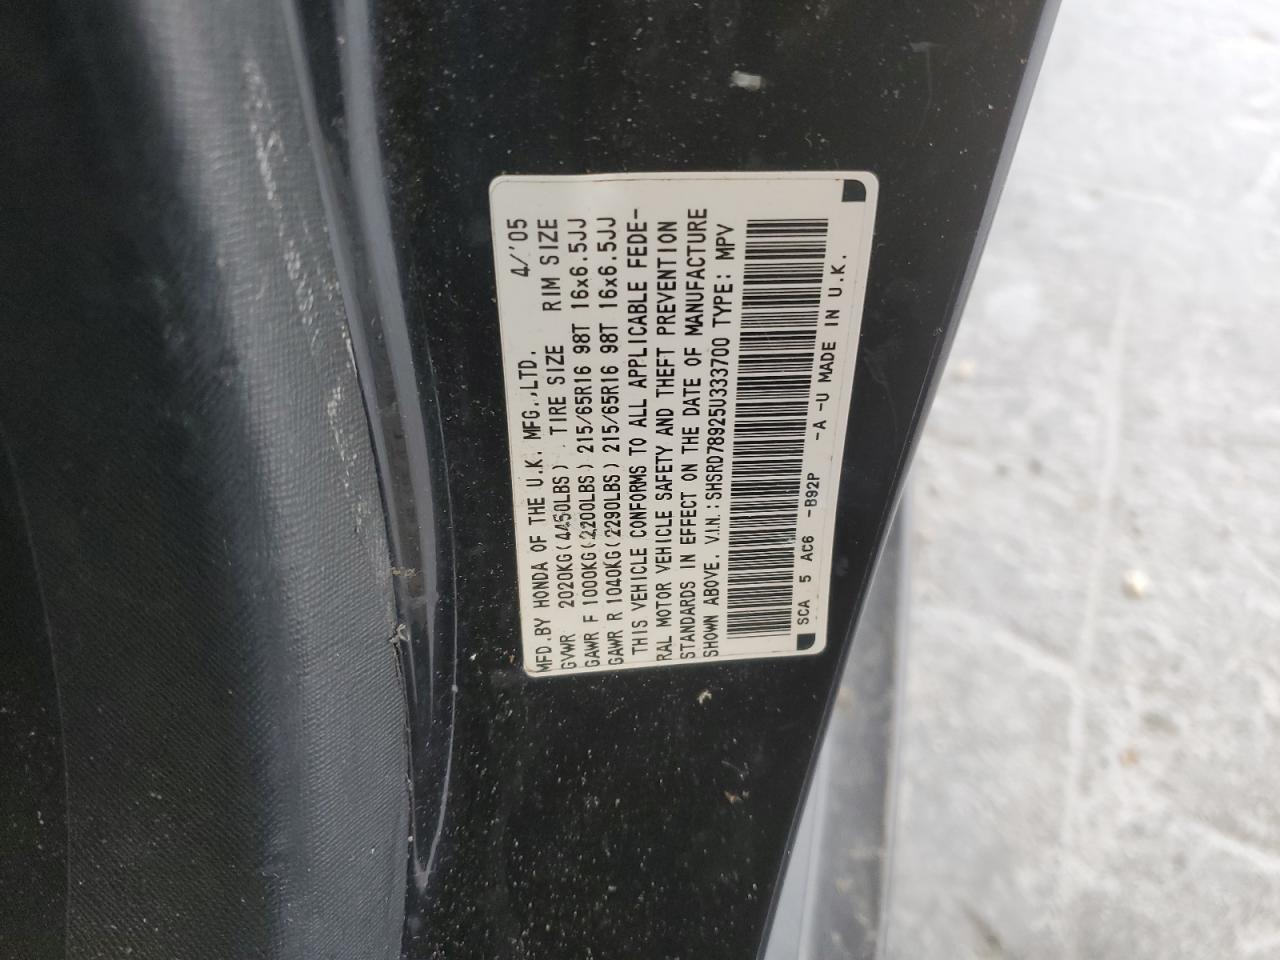 MFD.BY HONDA OF THE U.K. MFG.,LTD. 4/'05
GVWR 2020KG(4450LBS) TIRE SIZE RIM SIZE
GAWR F 1000KG(2200LBS) 215/65R16 98T 16x6.5JJ
GAWR R 1040KG(2290LBS) 215/65R16 98T 16x6.5JJ
THIS VEHICLE CONFORMS TO ALL APPLICABLE FEDE-
RAL MOTOR VEHICLE SAFETY AND THEFT PREVENTION
STANDARDS IN EFFECT ON THE DATE OF MANUFACTURE
SHOWN ABOVE. V.I.N.:SHSRD78925U333700 TYPE: MPV
SCA 5 AC6 -B92P -A -U MADE IN U.K.